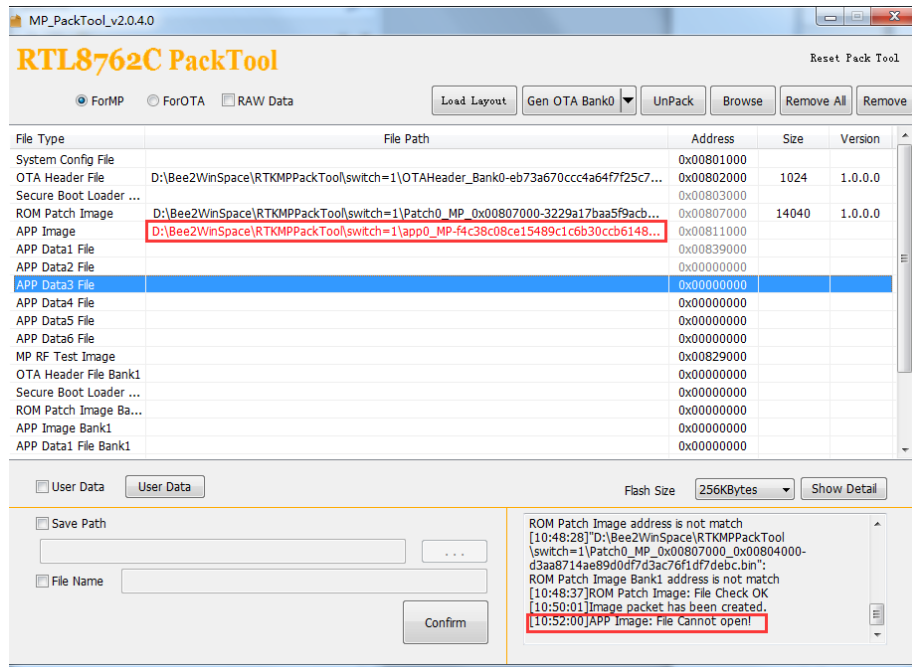 MP_PackTool_v2.0.4.0
RTL8762C PackTool
Reset Pack Tool
ForMP ForOTA RAW Data Load Layout Gen OTA Bank0 UnPack Browse Remove All Remove
File Type File Path Address Size Version
System Config File 0x00801000
OTA Header File D:\Bee2WinSpace\RTKMPPackTool\switch=1\OTAHeader_Bank0-eb73a670ccc4a64f7f25c7... 0x00802000 1024 1.0.0.0
Secure Boot Loader ... 0x00803000
ROM Patch Image D:\Bee2WinSpace\RTKMPPackTool\switch=1\Patch0_MP_0x00807000-3229a17baa5f9acb... 0x00807000 14040 1.0.0.0
APP Image D:\Bee2WinSpace\RTKMPPackTool\switch=1\app0_MP-f4c38c08ce15489c1c6b30ccb6148... 0x00811000
APP Data1 File 0x00839000
APP Data2 File 0x00000000
APP Data3 File 0x00000000
APP Data4 File 0x00000000
APP Data5 File 0x00000000
APP Data6 File 0x00000000
MP RF Test Image 0x00829000
OTA Header File Bank1 0x00000000
Secure Boot Loader ... 0x00000000
ROM Patch Image Ba... 0x00000000
APP Image Bank1 0x00000000
APP Data1 File Bank1 0x00000000
User Data User Data Flash Size 256KBytes Show Detail
Save Path
...
File Name
Confirm
ROM Patch Image address is not match
[10:48:28]"D:\Bee2WinSpace\RTKMPPackTool
\switch=1\Patch0_MP_0x00807000_0x00804000-
d3aa8714ae89d0df7d3ac76f1df7debc.bin":
ROM Patch Image Bank1 address is not match
[10:48:37]ROM Patch Image: File Check OK
[10:50:01]Image packet has been created.
[10:52:00]APP Image: File Cannot open!